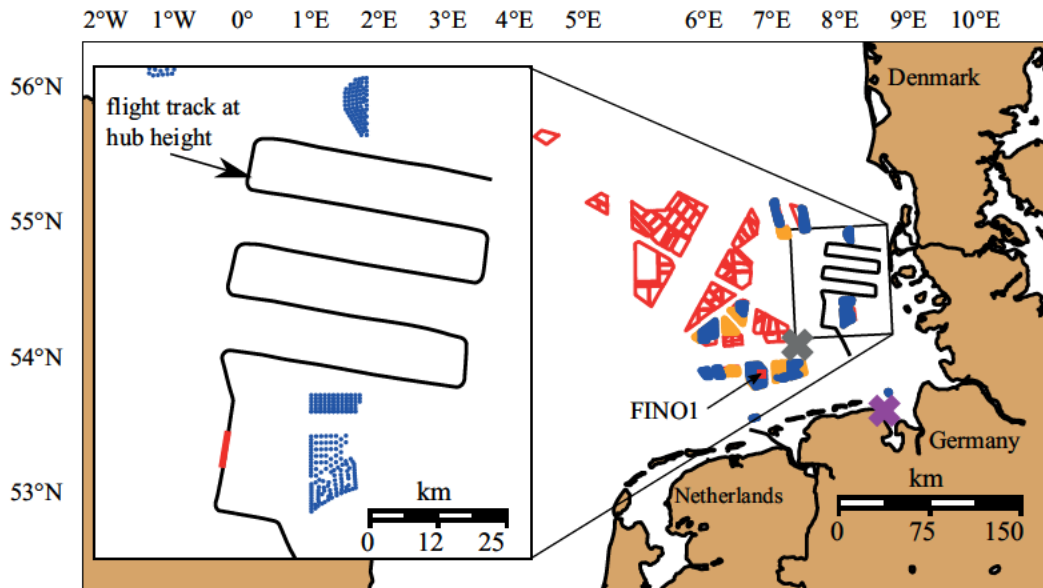 2°W 1°W 0° 1°E 2°E 3°E 4°E 5°E 6°E 7°E 8°E 9°E 10°E
56°N
55°N
54°N
53°N
flight track at
hub height
km
0 12 25
Denmark
FINO1
Germany
Netherlands
km
0 75 150